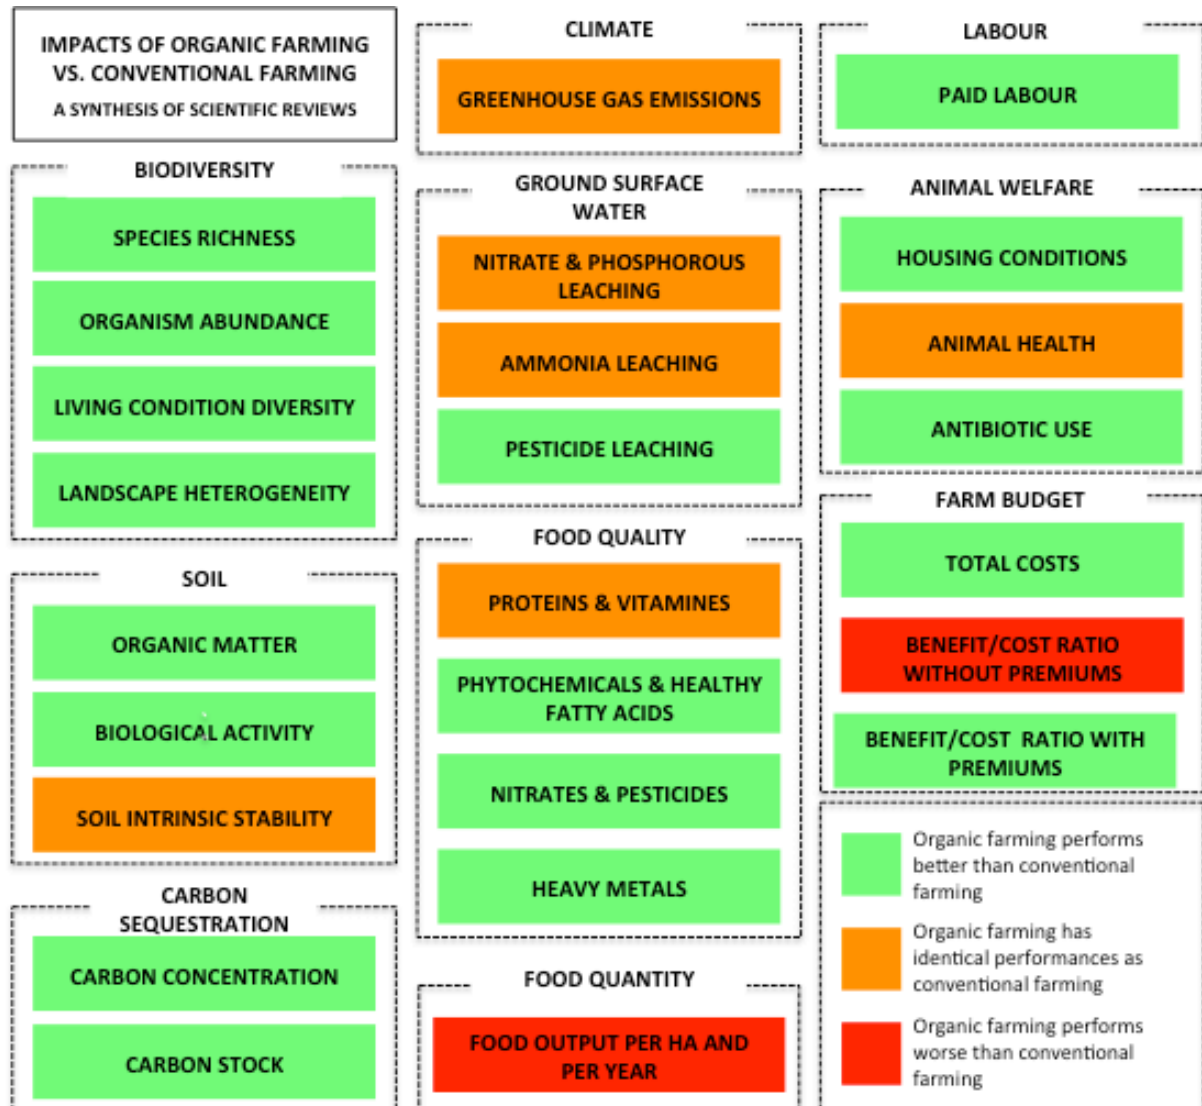 IMPACTS OF ORGANIC FARMING
VS. CONVENTIONAL FARMING
A SYNTHESIS OF SCIENTIFIC REVIEWS
BIODIVERSITY
SPECIES RICHNESS
ORGANISM ABUNDANCE
LIVING CONDITION DIVERSITY
LANDSCAPE HETEROGENEITY
SOIL
ORGANIC MATTER
BIOLOGICAL ACTIVITY
SOIL INTRINSIC STABILITY
CARBON
SEQUESTRATION
CARBON CONCENTRATION
CARBON STOCK
CLIMATE
GREENHOUSE GAS EMISSIONS
GROUND SURFACE
WATER
NITRATE & PHOSPHOROUS
LEACHING
AMMONIA LEACHING
PESTICIDE LEACHING
FOOD QUALITY
PROTEINS & VITAMINES
PHYTOCHEMICALS & HEALTHY
FATTY ACIDS
NITRATES & PESTICIDES
HEAVY METALS
FOOD QUANTITY
FOOD OUTPUT PER HA AND
PER YEAR
LABOUR
PAID LABOUR
ANIMAL WELFARE
HOUSING CONDITIONS
ANIMAL HEALTH
ANTIBIOTIC USE
FARM BUDGET
TOTAL COSTS
BENEFIT/COST RATIO
WITHOUT PREMIUMS
BENEFIT/COST RATIO WITH
PREMIUMS
Organic farming performs
better than conventional
farming
Organic farming has
identical performances as
conventional farming
Organic farming performs
worse than conventional
farming